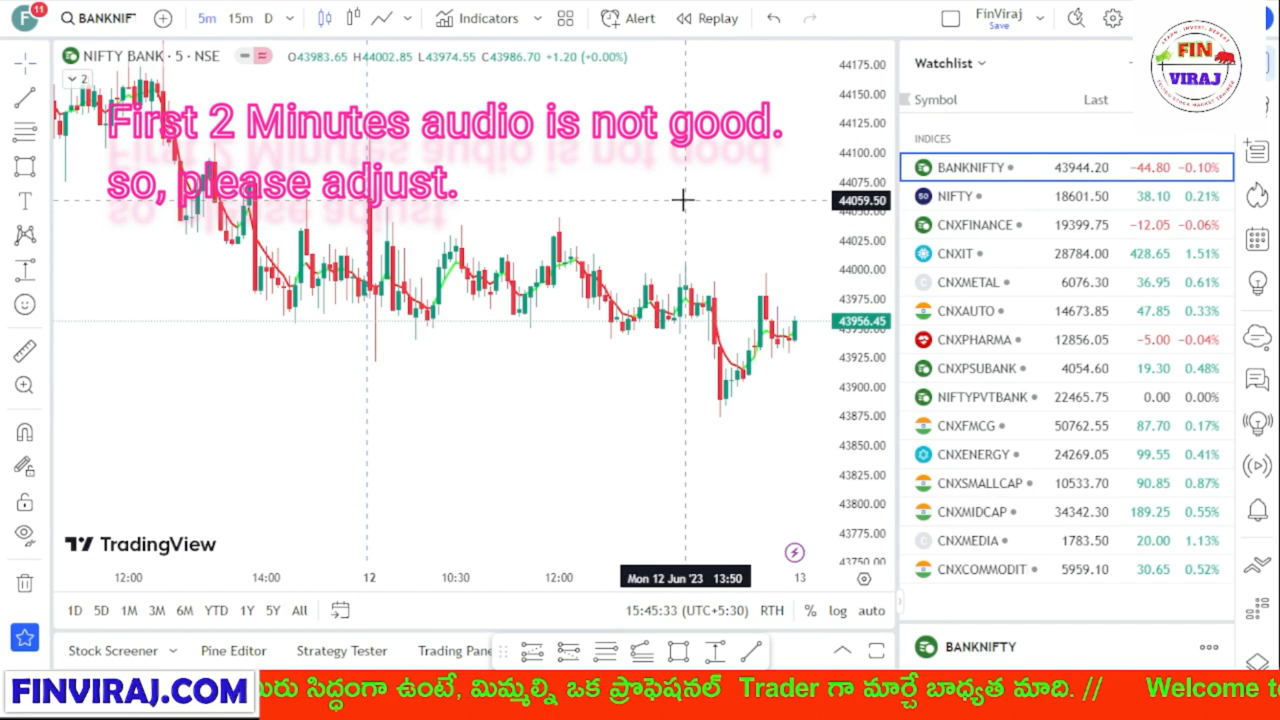 F 11 BANKNIF 5m 15m D Indicators Alert Replay FinViraj Save
NIFTY BANK · 5 · NSE O43983.65 H44002.85 L43974.55 C43986.70 +1.20 (+0.00%)
2
First 2 Minutes audio is not good.
so, please adjust.
44175.00
44150.00
44125.00
44100.00
44075.00
44059.50
44025.00
44000.00
43975.00
43956.45
43925.00
43900.00
43875.00
43850.00
43825.00
43800.00
43775.00
43750.00
TradingView
12:00 14:00 12 10:30 12:00 Mon 12 Jun '23 13:50 13
1D 5D 1M 3M 6M YTD 1Y 5Y All 15:45:33 (UTC+5:30) RTH % log auto
Stock Screener Pine Editor Strategy Tester Trading Pane
Watchlist
Symbol Last
INDICES
BANKNIFTY 43944.20 −44.80 −0.10%
NIFTY 18601.50 38.10 0.21%
CNXFINANCE 19399.75 −12.05 −0.06%
CNXIT 28784.00 428.65 1.51%
CNXMETAL 6076.30 36.95 0.61%
CNXAUTO 14673.85 47.85 0.33%
CNXPHARMA 12856.05 −5.00 −0.04%
CNXPSUBANK 4054.60 19.30 0.48%
NIFTYPVTBANK 22465.75 0.00 0.00%
CNXFMCG 50762.55 87.70 0.17%
CNXENERGY 24269.05 99.55 0.41%
CNXSMALLCAP 10533.70 90.85 0.87%
CNXMIDCAP 34342.30 189.25 0.55%
CNXMEDIA 1783.50 20.00 1.13%
CNXCOMMODIT 5959.10 30.65 0.52%
BANKNIFTY
FIN
VIRAJ
FINVIRAJ.COM
సిద్ధంగా ఉంటే, మిమ్మల్ని ఒక ప్రొఫెషనల్ Trader గా మార్చే బాధ్యత మాది. // Welcome